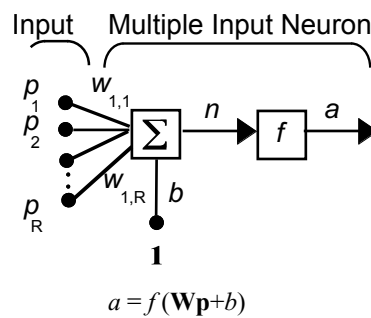 Input Multiple Input Neuron
p1 w1,1
p2
n a
Σ f
pR w1,R b
1
a = f(Wp+b)